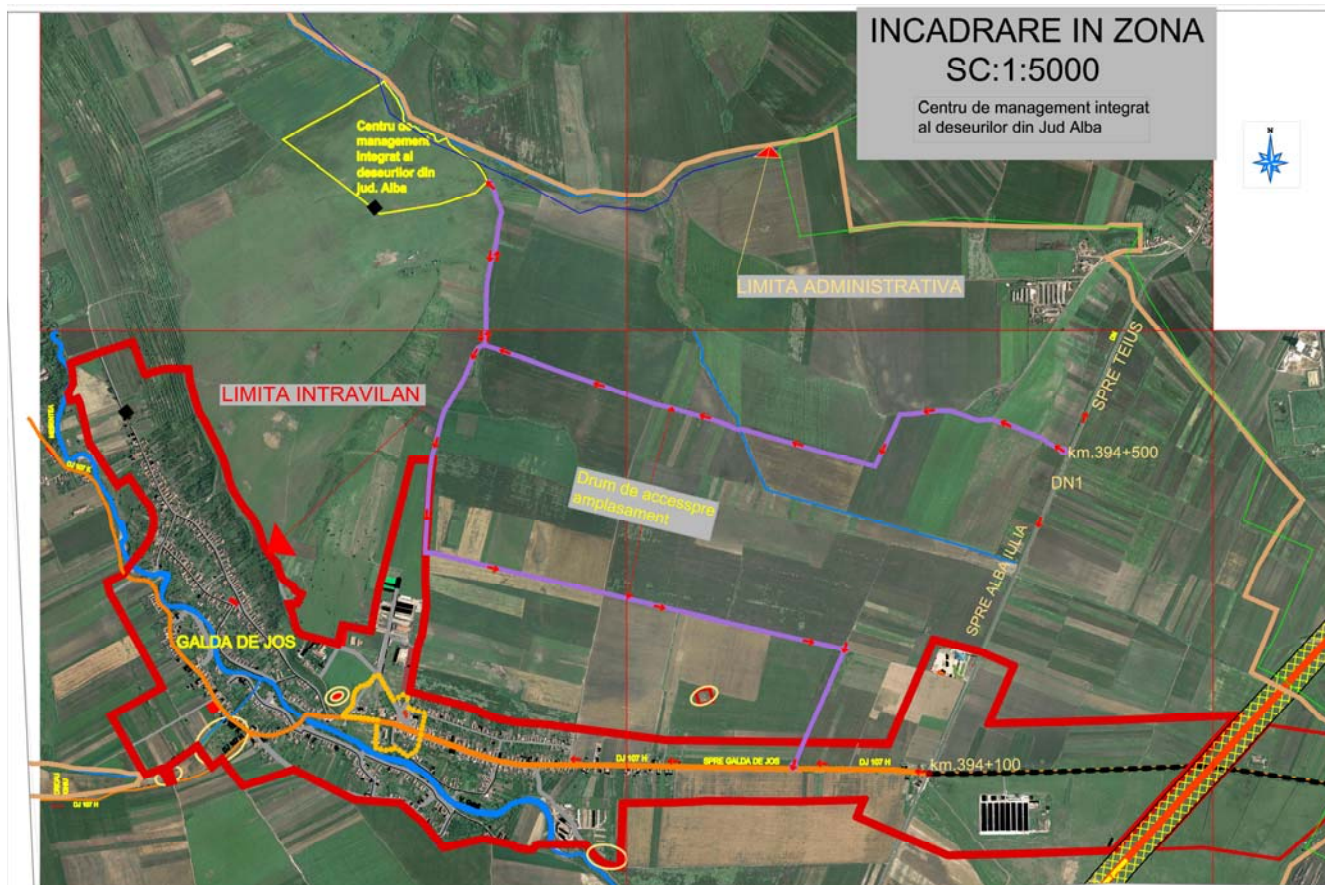 INCADRARE IN ZONA
SC:1:5000
Centru de management integrat
al deseurilor din Jud Alba
N
Centru de
management
integrat al
deseurilor din
jud. Alba
LIMITA ADMINISTRATIVA
LIMITA INTRAVILAN
SPRE TEIUS
km.394+500
DN1
Drum de accesspre
amplasament
SPRE ALBA IULIA
DJ 107 K
GALDA DE JOS
DJ 107 H
SPRE GALDA DE JOS
DJ 107 H
km.394+100
DJ 107 H